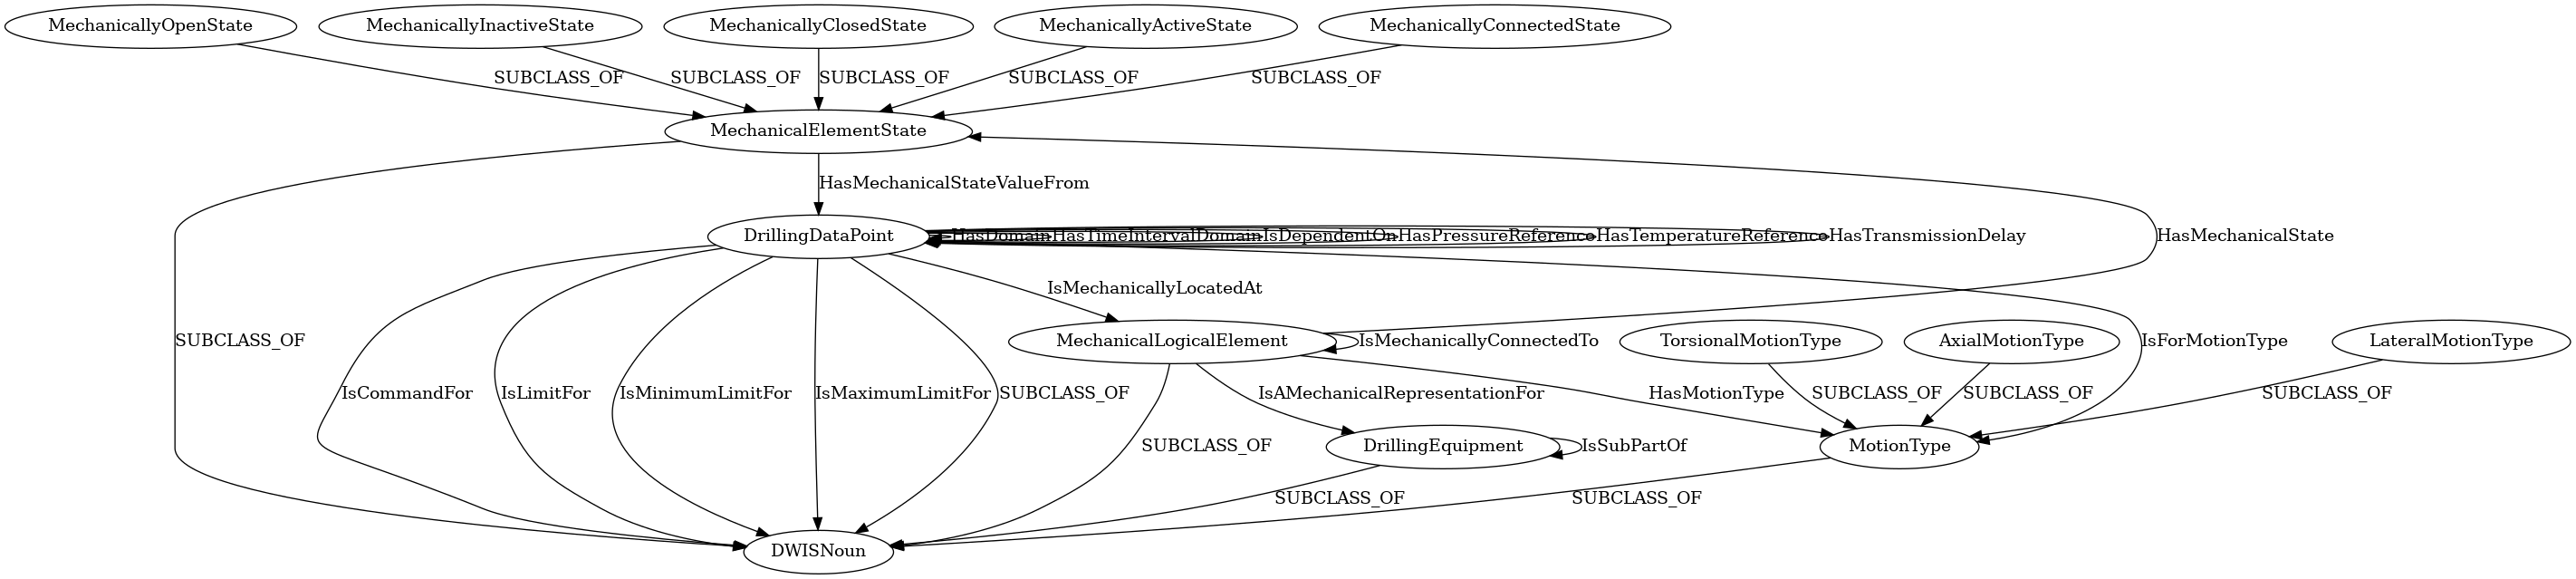 MechanicallyOpenState
MechanicallyInactiveState
MechanicallyClosedState
MechanicallyActiveState
MechanicallyConnectedState
SUBCLASS_OF
SUBCLASS_OF
SUBCLASS_OF
SUBCLASS_OF
SUBCLASS_OF
MechanicalElementState
HasMechanicalStateValueFrom
DrillingDataPoint
HasDomain
HasTimeIntervalDomain
IsDependentOn
HasPressureReference
HasTemperatureReference
HasTransmissionDelay
HasMechanicalState
IsMechanicallyLocatedAt
SUBCLASS_OF
MechanicalLogicalElement
IsMechanicallyConnectedTo
TorsionalMotionType
AxialMotionType
IsForMotionType
LateralMotionType
IsCommandFor
IsLimitFor
IsMinimumLimitFor
IsMaximumLimitFor
SUBCLASS_OF
IsAMechanicalRepresentationFor
HasMotionType
SUBCLASS_OF
SUBCLASS_OF
SUBCLASS_OF
SUBCLASS_OF
DrillingEquipment
IsSubPartOf
MotionType
SUBCLASS_OF
SUBCLASS_OF
DWISNoun